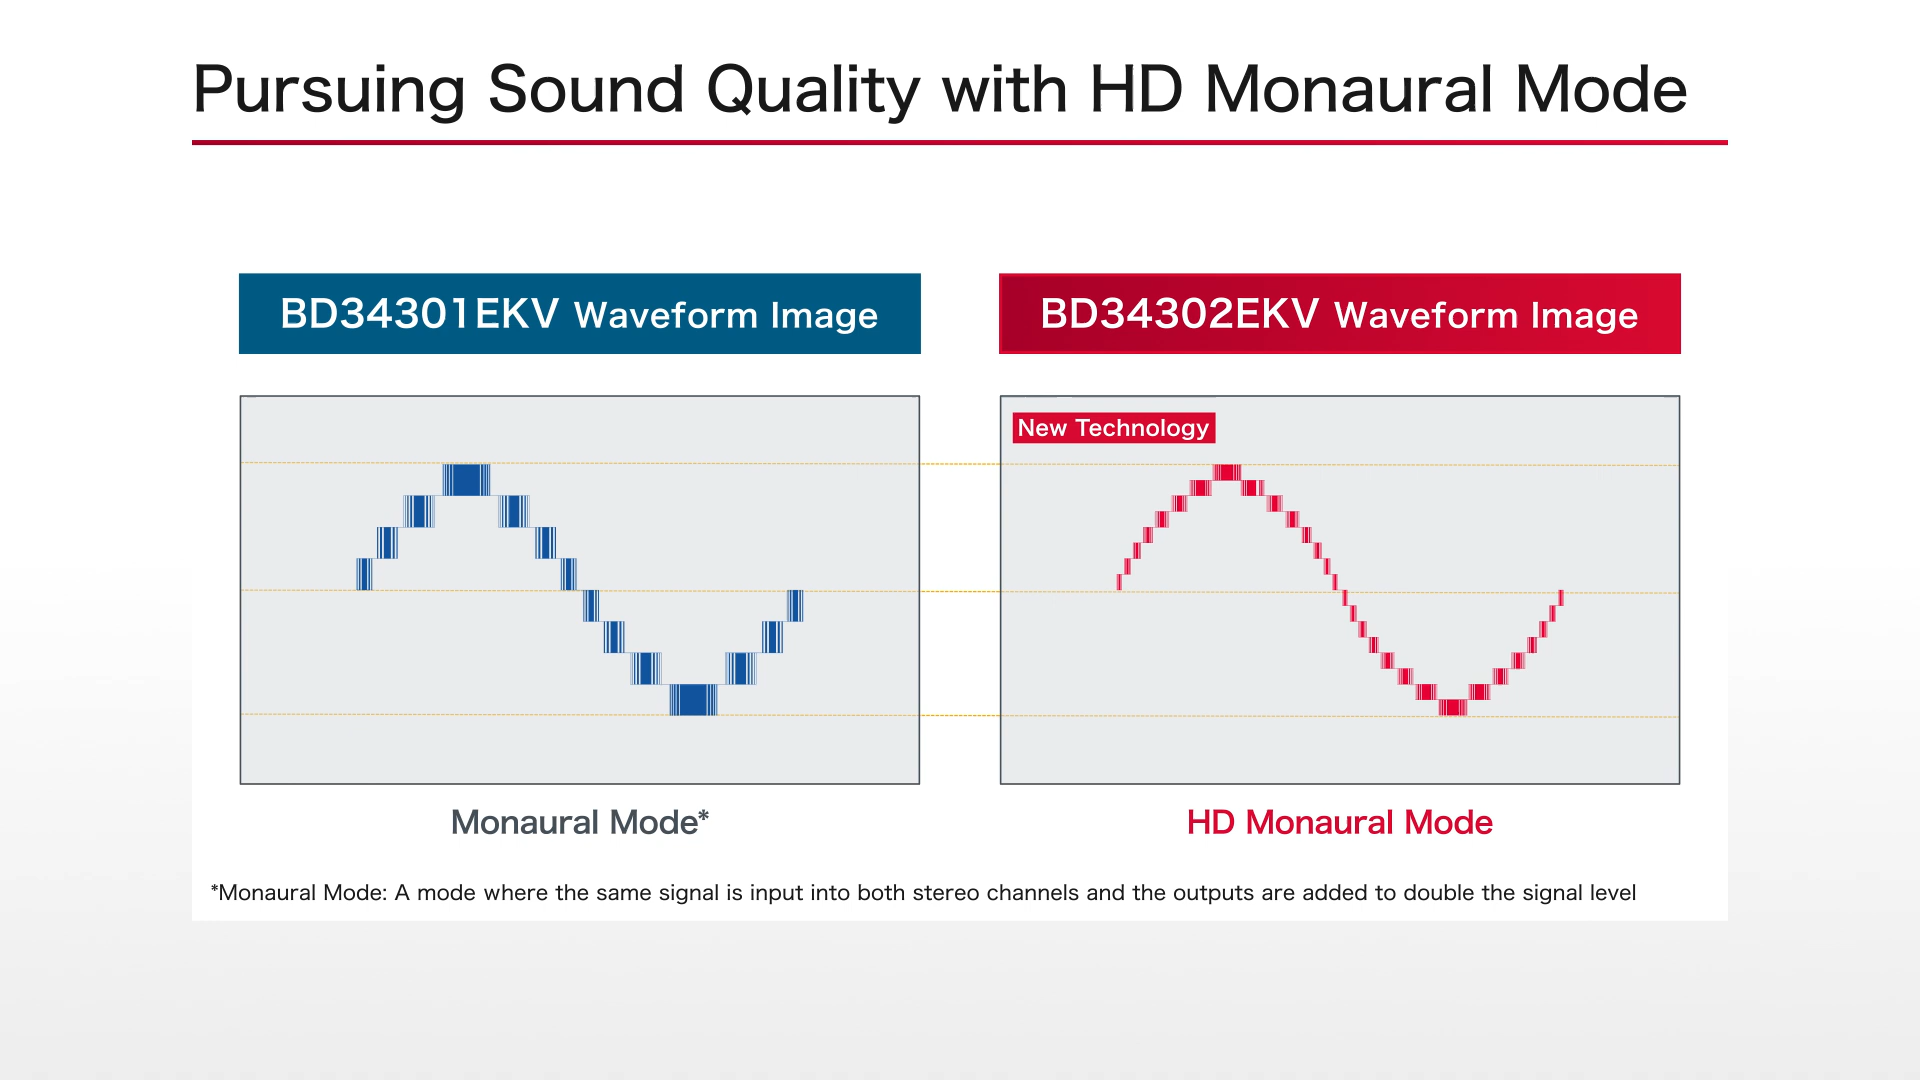 Pursuing Sound Quality with HD Monaural Mode
BD34301EKV Waveform Image
BD34302EKV Waveform Image
New Technology
Monaural Mode*
HD Monaural Mode
*Monaural Mode: A mode where the same signal is input into both stereo channels and the outputs are added to double the signal level